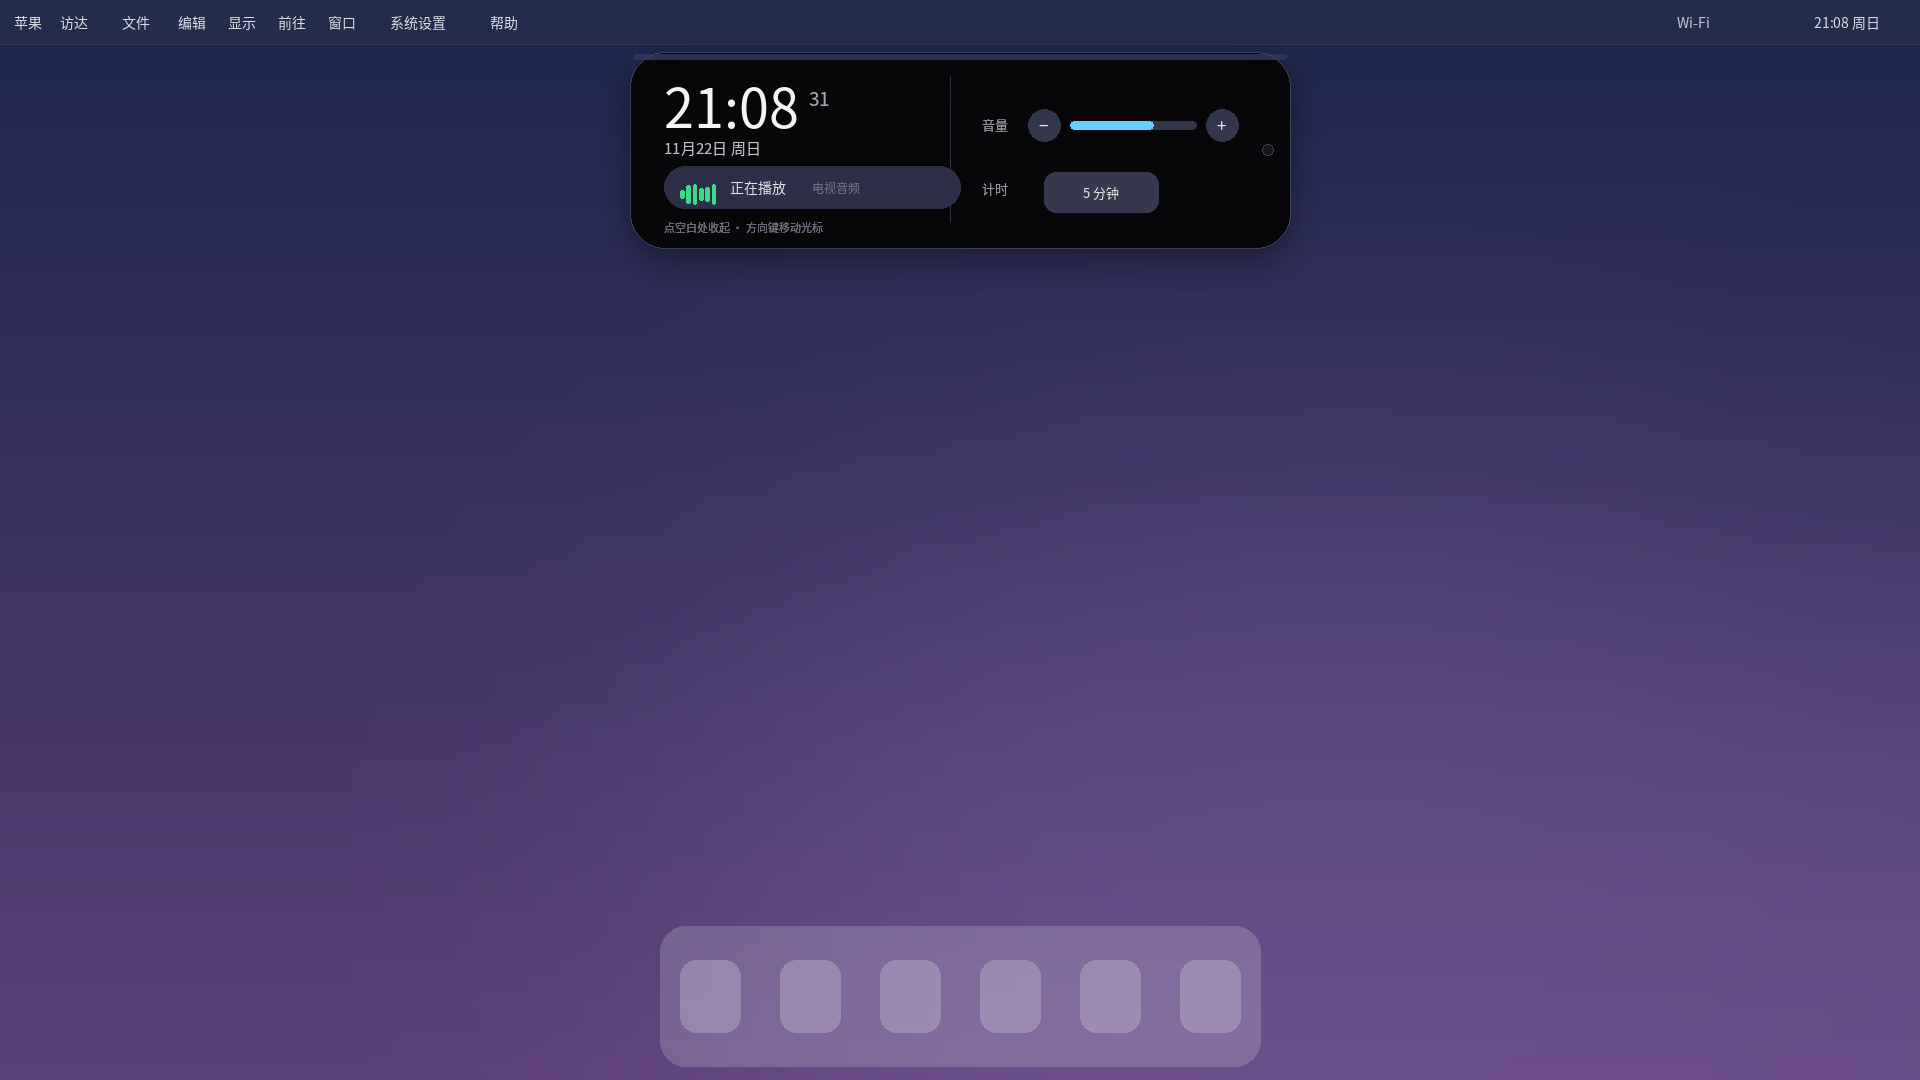 苹果 访达 文件 编辑 显示 前往 窗口 系统设置 帮助 Wi-Fi 21:08 周日
21:08 31
11月22日 周日
正在播放 电视音频
点空白处收起 · 方向键移动光标
音量 − +
计时 5 分钟